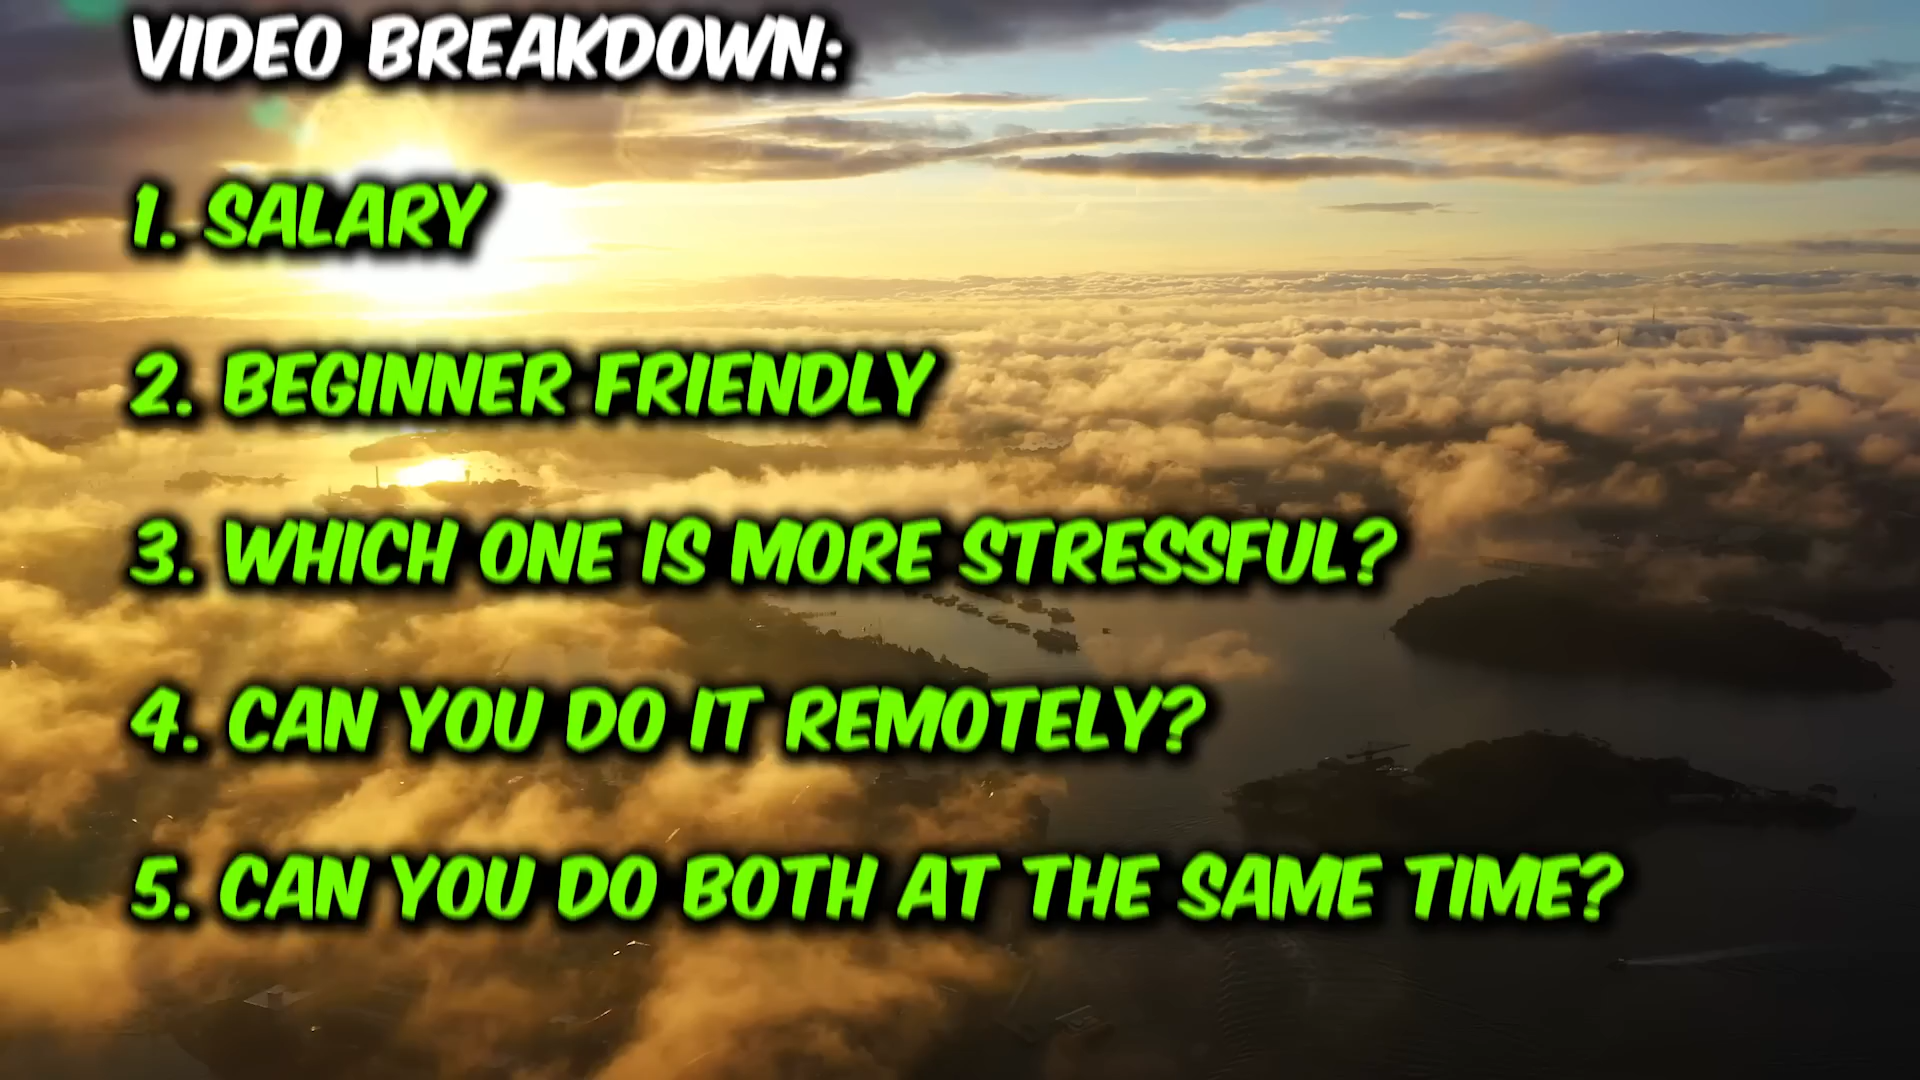 VIDEO BREAKDOWN:
1. SALARY
2. BEGINNER FRIENDLY
3. WHICH ONE IS MORE STRESSFUL?
4. CAN YOU DO IT REMOTELY?
5. CAN YOU DO BOTH AT THE SAME TIME?